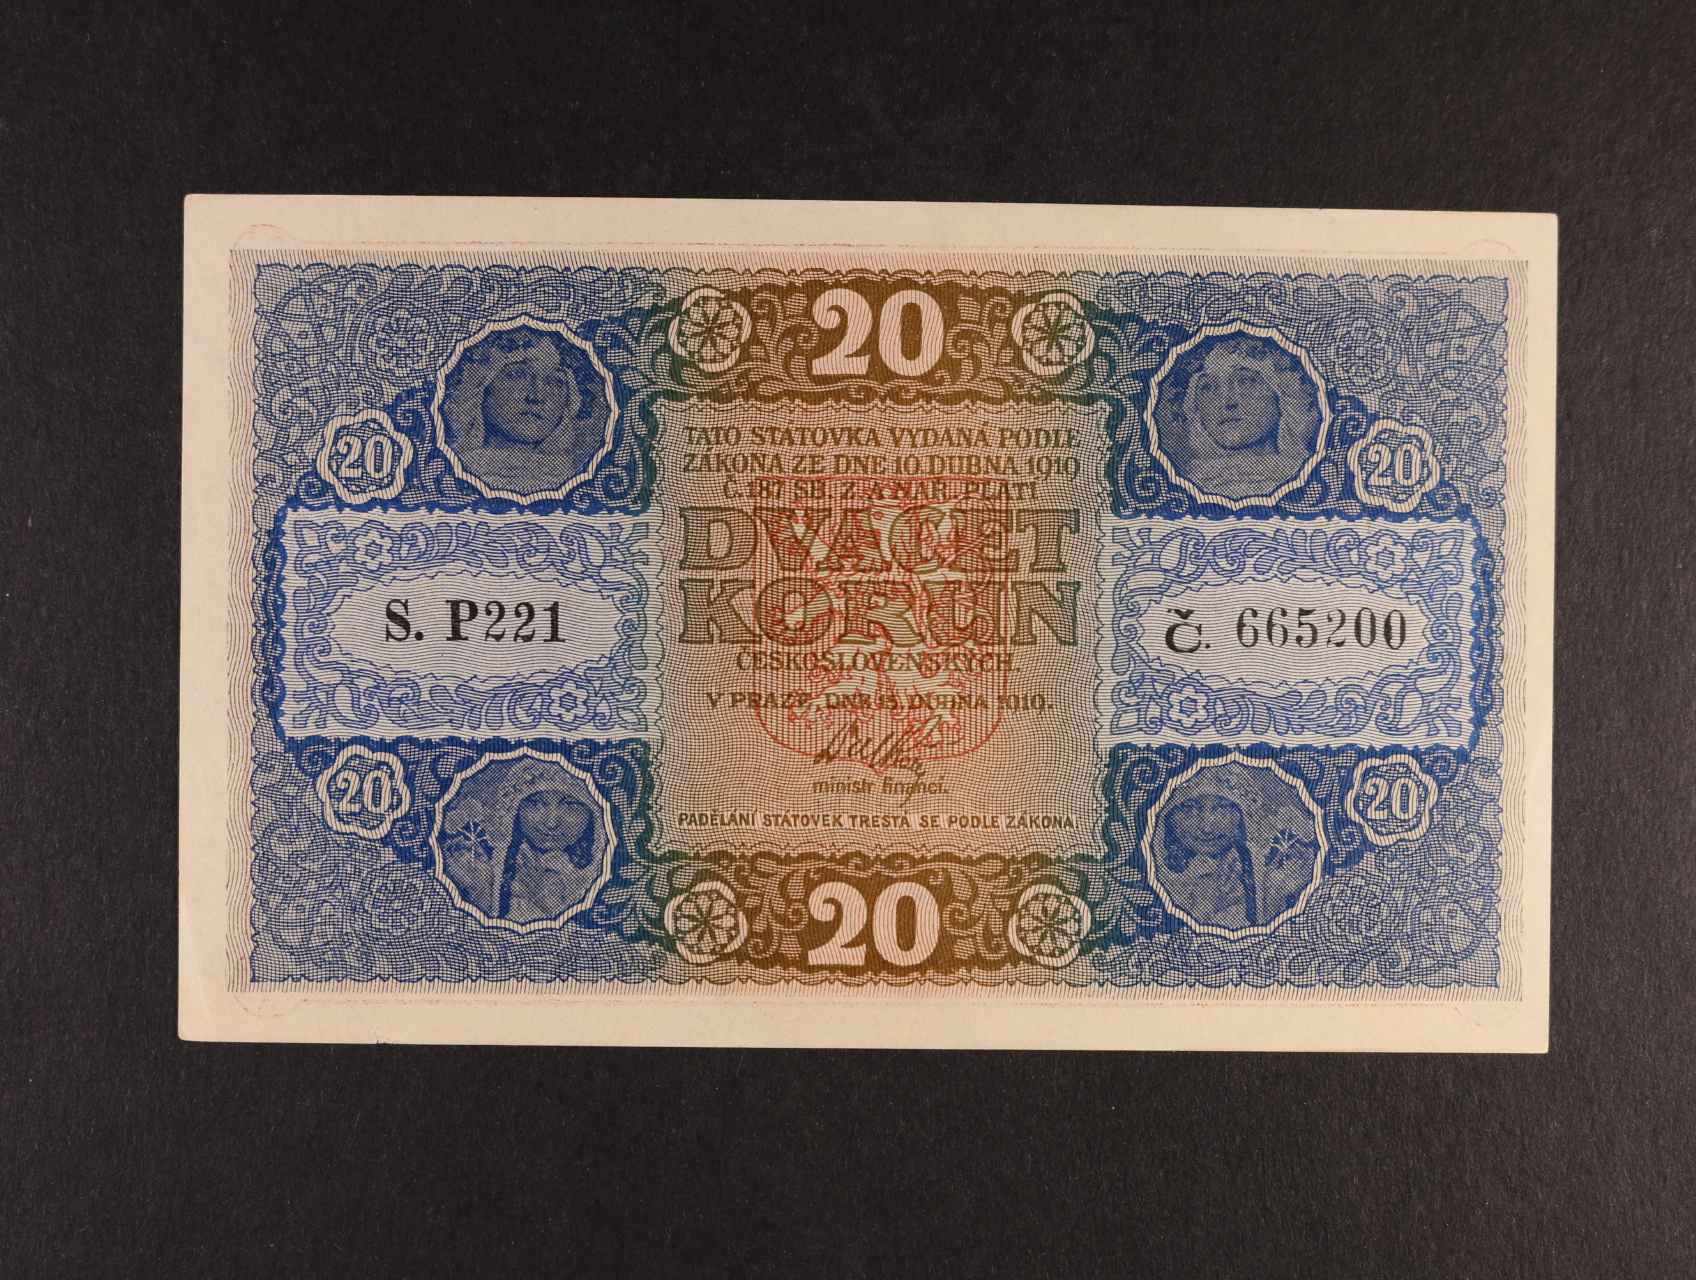 20
TATO STÁTOVKA VYDANÁ PODLE
ZÁKONA ZE DNE 10. DUBNA 1919
Č. 187 SB. Z. A NAŘ. PLATÍ
20
20
DVACET
KORUN
S. P221
Č. 665200
ČESKOSLOVENSKÝCH
V PRAZE, DNE 15. DUBNA 1919.
ministr financí.
20
20
PADĚLÁNÍ STÁTOVEK TRESTÁ SE PODLE ZÁKONA
20